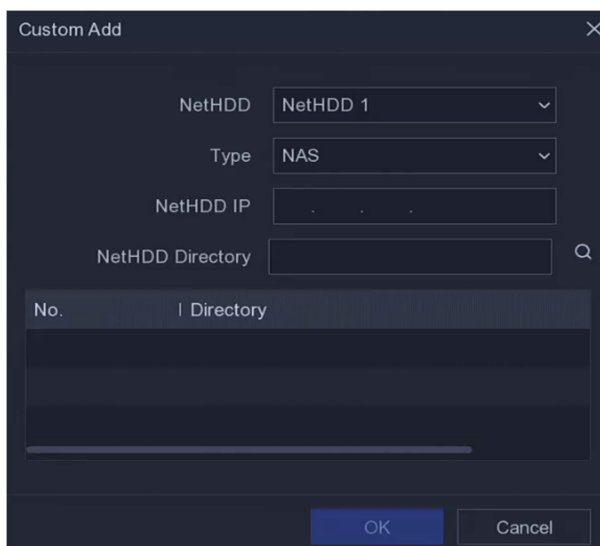 Custom Add
NetHDD NetHDD 1
Type NAS
NetHDD IP . . .
NetHDD Directory
No. Directory
OK Cancel